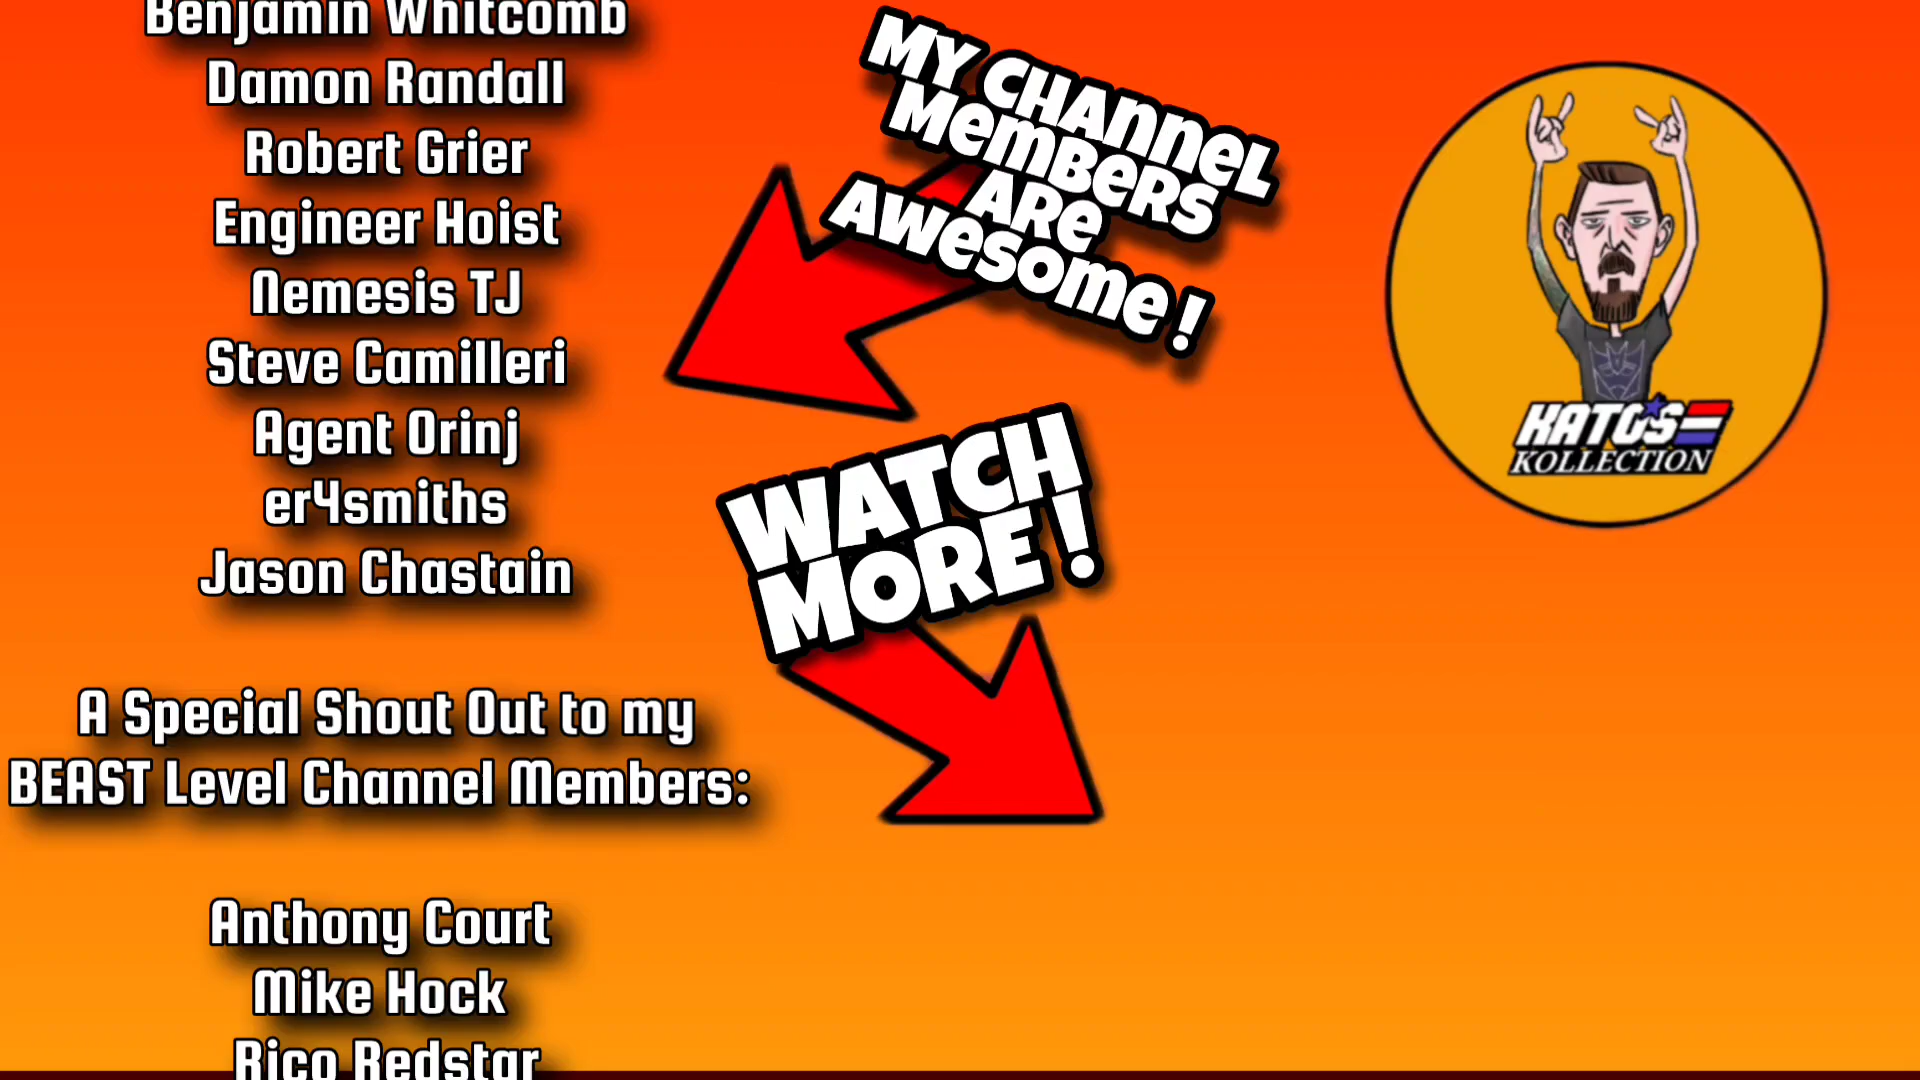 Benjamin Whitcomb
Damon Randall
Robert Grier
Engineer Hoist
Nemesis TJ
Steve Camilleri
Agent Orinj
er4smiths
Jason Chastain
A Special Shout Out to my
BEAST Level Channel Members:
Anthony Court
Mike Hock
Rico Redstar
MY CHANNEL
MEMBERS
ARE
AWESOME!
WATCH
MORE!
KATO'S
KOLLECTION